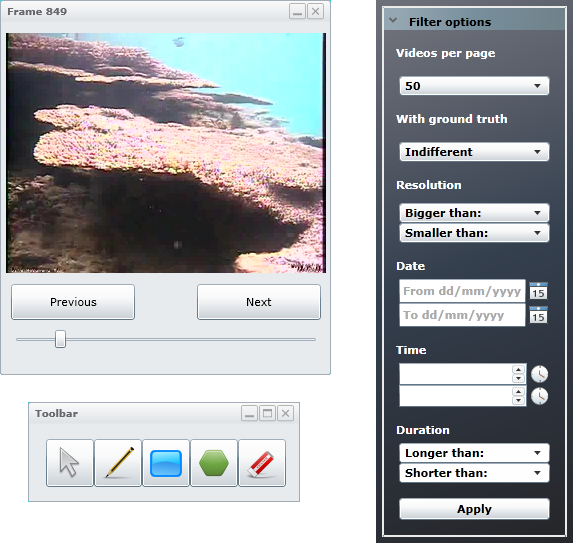 Frame 849
Previous
Next
Toolbar
Filter options
Videos per page
50
With ground truth
Indifferent
Resolution
Bigger than:
Smaller than:
Date
From dd/mm/yyyy
15
To dd/mm/yyyy
15
Time
Duration
Longer than:
Shorter than:
Apply